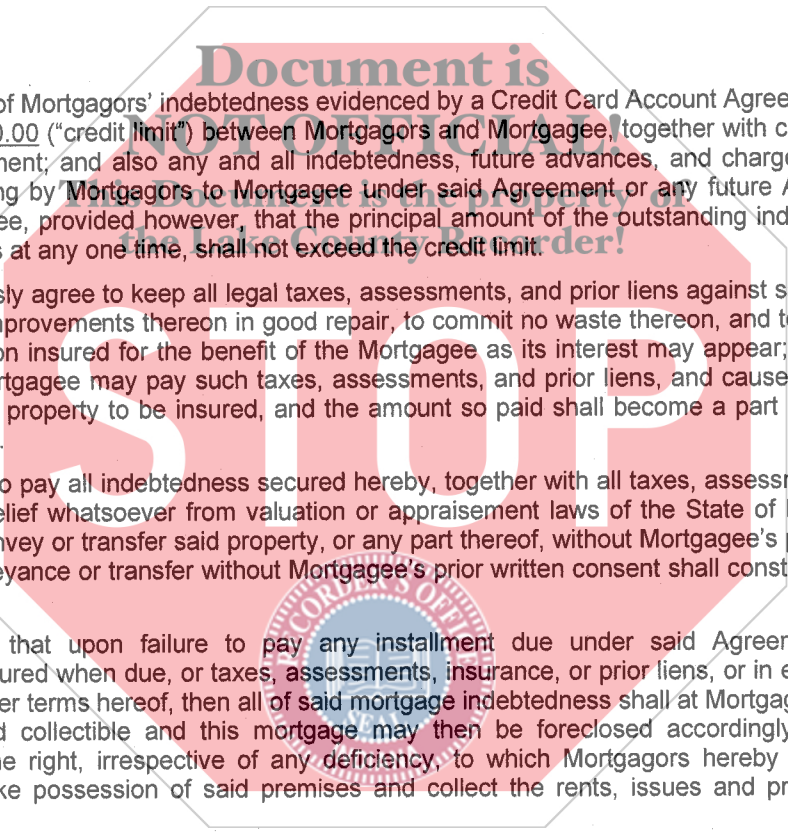 Document is
of Mortgagors' indebtedness evidenced by a Credit Card Account Agree
0.00 ("credit limit") between Mortgagors and Mortgagee, together with c
NOT OFFICIAL!
ment; and also any and all indebtedness, future advances, and charge
ng by Mortgagors to Mortgagee under said Agreement or any future A
This Document is the property of
ee, provided however, that the principal amount of the outstanding ind
the Lake County Recorder!
s at any one time, shall not exceed the credit limit.
sly agree to keep all legal taxes, assessments, and prior liens against s
mprovements thereon in good repair, to commit no waste thereon, and t
on insured for the benefit of the Mortgagee as its interest may appear;
rtgagee may pay such taxes, assessments, and prior liens, and cause
property to be insured, and the amount so paid shall become a part
STOP
o pay all indebtedness secured hereby, together with all taxes, assessm
elief whatsoever from valuation or appraisement laws of the State of I
nvey or transfer said property, or any part thereof, without Mortgagee's p
eyance or transfer without Mortgagee's prior written consent shall const
RECORDER'S OFFICE
that upon failure to pay any installment due under said Agreer
ured when due, or taxes, assessments, insurance, or prior liens, or in e
er terms hereof, then all of said mortgage indebtedness shall at Mortgag
d collectible and this mortgage may then be foreclosed accordingly
SEAL
he right, irrespective of any deficiency, to which Mortgagors hereby
ke possession of said premises and collect the rents, issues and pr